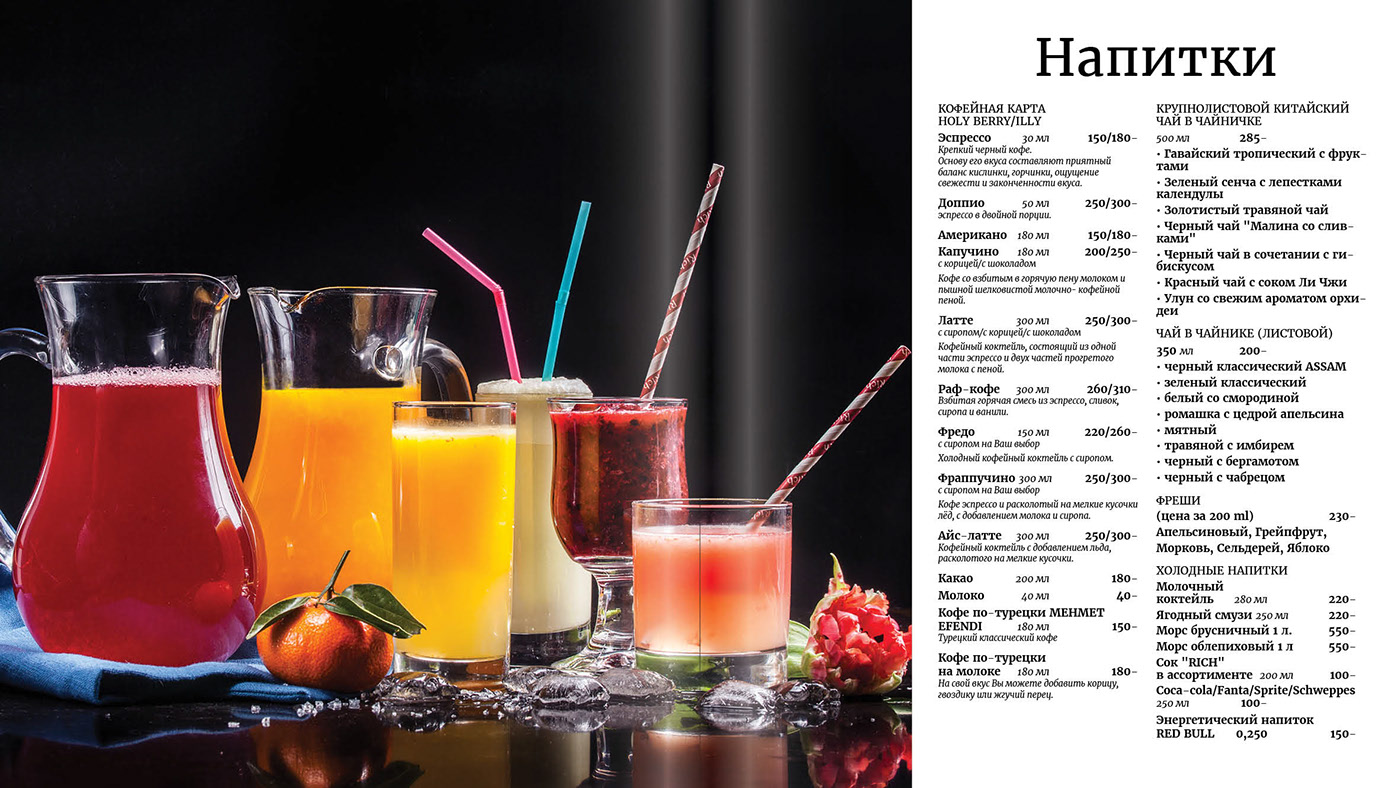 Напитки
КОФЕЙНАЯ КАРТА
HOLY BERRY/ILLY
Эспрессо 30 мл 150/180-
Крепкий черный кофе.
Основу его вкуса составляют приятный
баланс кислинки, горчинки, ощущение
свежести и законченности вкуса.
Доппио 50 мл 250/300-
эспрессо в двойной порции.
Американо 180 мл 150/180-
Капучино 180 мл 200/250-
с корицей/с шоколадом
Кофе со взбитым в горячую пену молоком и
пышной шелковистой молочно- кофейной
пеной.
Латте 300 мл 250/300-
с сиропом/с корицей/с шоколадом
Кофейный коктейль, состоящий из одной
части эспрессо и двух частей прогретого
молока с пеной.
Раф-кофе 300 мл 260/310-
Взбитая горячая смесь из эспрессо, сливок,
сиропа и ванили.
Фредо 150 мл 220/260-
с сиропом на Ваш выбор
Холодный кофейный коктейль с сиропом.
Фраппучино 300 мл 250/300-
с сиропом на Ваш выбор
Кофе эспрессо и расколотый на мелкие кусочки
лёд, с добавлением молока и сиропа.
Айс-латте 300 мл 250/300-
Кофейный коктейль с добавлением льда,
расколотого на мелкие кусочки.
Какао 200 мл 180-
Молоко 40 мл 40-
Кофе по-турецки MEHMET
EFENDI 180 мл 150-
Турецкий классический кофе
Кофе по-турецки
на молоке 180 мл 180-
На свой вкус Вы можете добавить корицу,
гвоздику или жгучий перец.
КРУПНОЛИСТОВОЙ КИТАЙСКИЙ
ЧАЙ В ЧАЙНИЧКЕ
500 мл 285-
• Гавайский тропический с фрук-
тами
• Зеленый сенча с лепестками
календулы
• Золотистый травяной чай
• Черный чай "Малина со слив-
ками"
• Черный чай в сочетании с ги-
бискусом
• Красный чай с соком Ли Чжи
• Улун со свежим ароматом орхи-
деи
ЧАЙ В ЧАЙНИКЕ (ЛИСТОВОЙ)
350 мл 200-
• черный классический ASSAM
• зеленый классический
• белый со смородиной
• ромашка с цедрой апельсина
• мятный
• травяной с имбирем
• черный с бергамотом
• черный с чабрецом
ФРЕШИ
(цена за 200 ml) 230-
Апельсиновый, Грейпфрут,
Морковь, Сельдерей, Яблоко
ХОЛОДНЫЕ НАПИТКИ
Молочный
коктейль 280 мл 220-
Ягодный смузи 250 мл 220-
Морс брусничный 1 л. 550-
Морс облепиховый 1 л 550-
Сок "RICH"
в ассортименте 200 мл 100-
Coca-cola/Fanta/Sprite/Schweppes
250 мл 100-
Энергетический напиток
RED BULL 0,250 150-